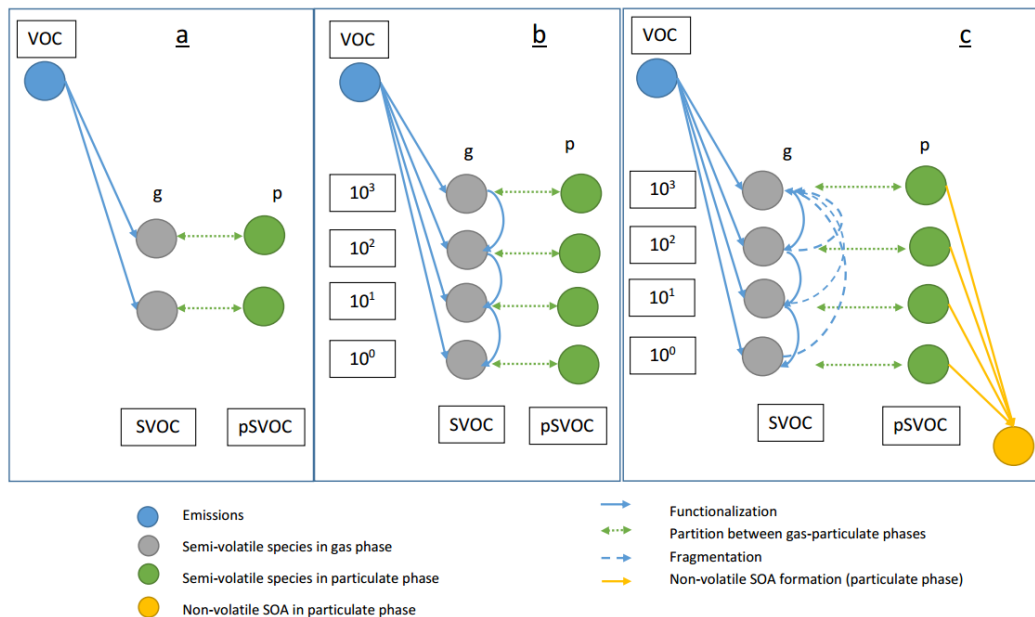 a
VOC
g
p
SVOC
pSVOC
b
VOC
g
p
10³
10²
10¹
10⁰
SVOC
pSVOC
c
VOC
g
p
10³
10²
10¹
10⁰
SVOC
pSVOC
Emissions
Semi-volatile species in gas phase
Semi-volatile species in particulate phase
Non-volatile SOA in particulate phase
Functionalization
Partition between gas-particulate phases
Fragmentation
Non-volatile SOA formation (particulate phase)